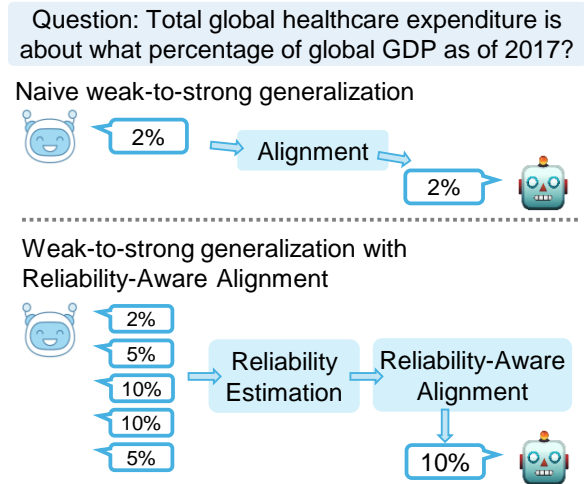 Question: Total global healthcare expenditure is
about what percentage of global GDP as of 2017?
Naive weak-to-strong generalization
2%
Alignment
2%
Weak-to-strong generalization with
Reliability-Aware Alignment
2%
5%
10%
10%
5%
Reliability
Estimation
Reliability-Aware
Alignment
10%